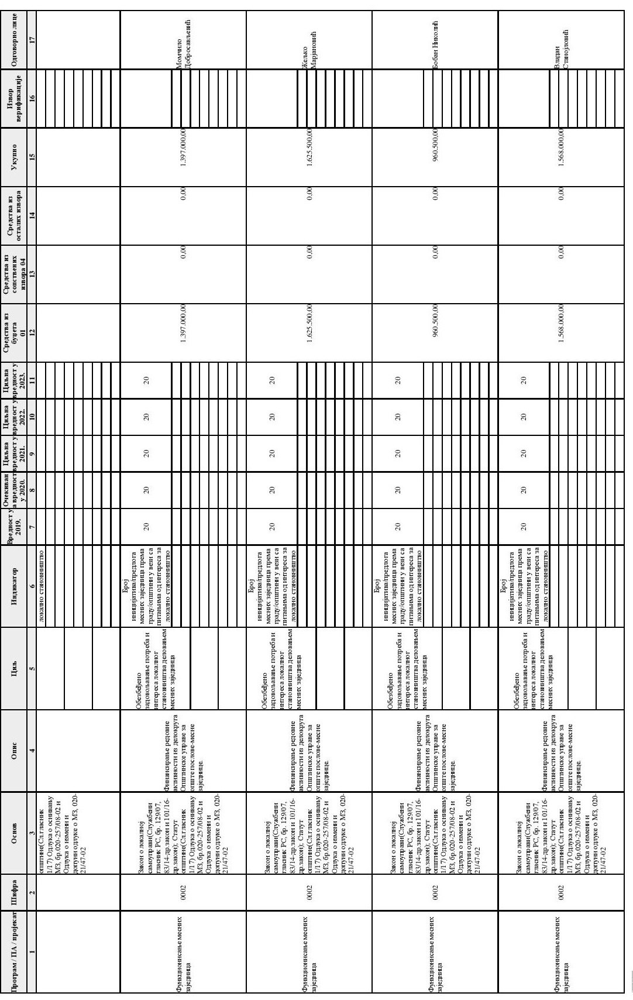 Програм / ПА / пројекат
Шифра
Основ
Опис
Циљ
Индикатор
Вредност у
2019.
Очекиван
а вредност
у 2020.
Циљна
вредност у
2021.
Циљна
вредност у
2022.
Циљна
вредност у
2023.
Средства из
буџета
01
Средства из
сопствених
извора 04
Средства из
осталих извора
Укупно
Извор
верификације
Одговорно лице
1
2
3
4
5
6
7
8
9
10
11
12
13
14
15
16
17
општине(Сл.гласник
1/17) Одлука о оснивању
МЗ, бр.020-257/08-02 и
Одлука о измени и
допуни одлуке о МЗ, 020-
21/47-02
локално становништво
Функционисање месних
заједница
0002
Закон о локалној
самоуправи(Службени
гласник РС, бр. 129/07,
83/14-др.закон и 101/16-
др.закон); Статут
општине(Сл.гласник
1/17) Одлука о оснивању
МЗ, бр.020-257/08-02 и
Одлука о измени и
допуни одлуке о МЗ, 020-
21/47-02
Финансирање редовне
активности из делокруга
Општинске управе за
опште послове-месне
заједнице.
Обезбеђено
задовољавање потреба и
интереса локалног
становништва деловањем
месних заједница
Број
иницијатива/предлога
месних заједница према
граду/општини у вези са
питањима од интереса за
локално становништво
20
20
20
20
20
1.397.000.00
0.00
0.00
1.397.000.00
Момчило
Добросављевић
Функционисање месних
заједница
0002
Закон о локалној
самоуправи(Службени
гласник РС, бр. 129/07,
83/14-др.закон и 101/16-
др.закон); Статут
општине(Сл.гласник
1/17) Одлука о оснивању
МЗ, бр.020-257/08-02 и
Одлука о измени и
допуни одлуке о МЗ, 020-
21/47-02
Финансирање редовне
активности из делокруга
Општинске управе за
опште послове-месне
заједнице.
Обезбеђено
задовољавање потреба и
интереса локалног
становништва деловањем
месних заједница
Број
иницијатива/предлога
месних заједница према
граду/општини у вези са
питањима од интереса за
локално становништво
20
20
20
20
20
1.625.500.00
0.00
0.00
1.625.500.00
Жељко
Марјановић
Функционисање месних
заједница
0002
Закон о локалној
самоуправи(Службени
гласник РС, бр. 129/07,
83/14-др.закон и 101/16-
др.закон); Статут
општине(Сл.гласник
1/17) Одлука о оснивању
МЗ, бр.020-257/08-02 и
Одлука о измени и
допуни одлуке о МЗ, 020-
21/47-02
Финансирање редовне
активности из делокруга
Општинске управе за
опште послове-месне
заједнице.
Обезбеђено
задовољавање потреба и
интереса локалног
становништва деловањем
месних заједница
Број
иницијатива/предлога
месних заједница према
граду/општини у вези са
питањима од интереса за
локално становништво
20
20
20
20
20
960.500.00
0.00
0.00
960.500.00
Бобан Николић
Функционисање месних
заједница
0002
Закон о локалној
самоуправи(Службени
гласник РС, бр. 129/07,
83/14-др.закон и 101/16-
др.закон); Статут
општине(Сл.гласник
1/17) Одлука о оснивању
МЗ, бр.020-257/08-02 и
Одлука о измени и
допуни одлуке о МЗ, 020-
21/47-02
Финансирање редовне
активности из делокруга
Општинске управе за
опште послове-месне
заједнице.
Обезбеђено
задовољавање потреба и
интереса локалног
становништва деловањем
месних заједница
Број
иницијатива/предлога
месних заједница према
граду/општини у вези са
питањима од интереса за
локално становништво
20
20
20
20
20
1.568.000.00
0.00
0.00
1.568.000.00
Владан
Станојловић